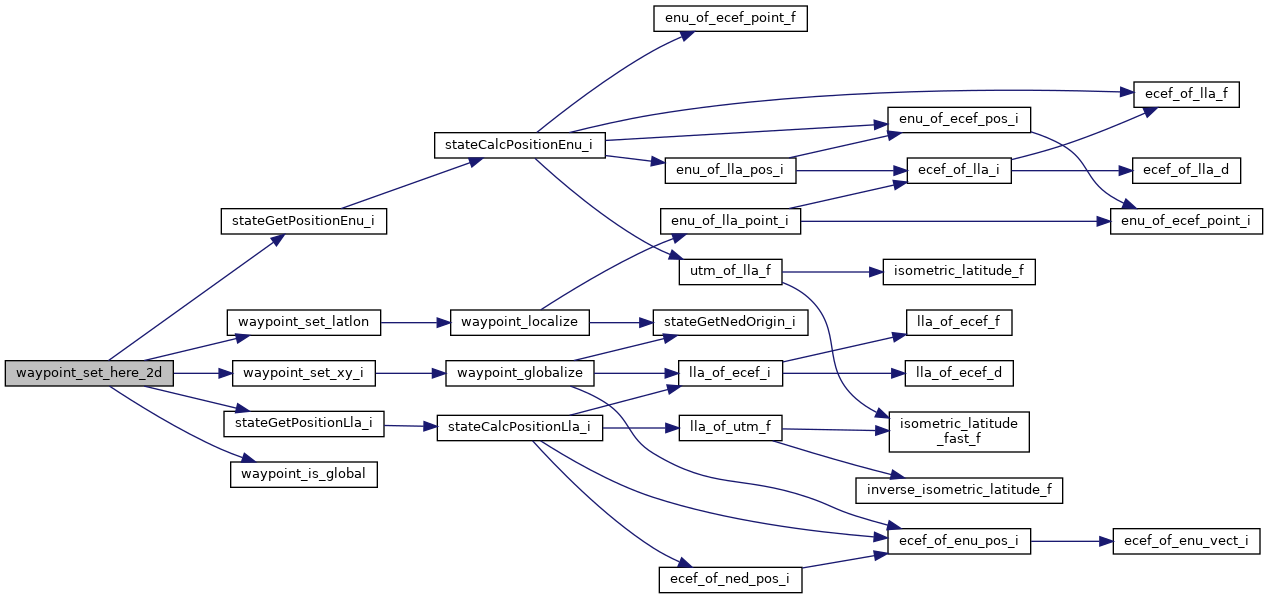 enu_of_ecef_point_f
ecef_of_lla_f
enu_of_ecef_pos_i
stateCalcPositionEnu_i
enu_of_lla_pos_i
ecef_of_lla_i
ecef_of_lla_d
stateGetPositionEnu_i
enu_of_lla_point_i
enu_of_ecef_point_i
utm_of_lla_f
isometric_latitude_f
waypoint_set_latlon
waypoint_localize
stateGetNedOrigin_i
lla_of_ecef_f
waypoint_set_here_2d
waypoint_set_xy_i
waypoint_globalize
lla_of_ecef_i
lla_of_ecef_d
stateGetPositionLla_i
stateCalcPositionLla_i
lla_of_utm_f
isometric_latitude
_fast_f
waypoint_is_global
inverse_isometric_latitude_f
ecef_of_enu_pos_i
ecef_of_enu_vect_i
ecef_of_ned_pos_i